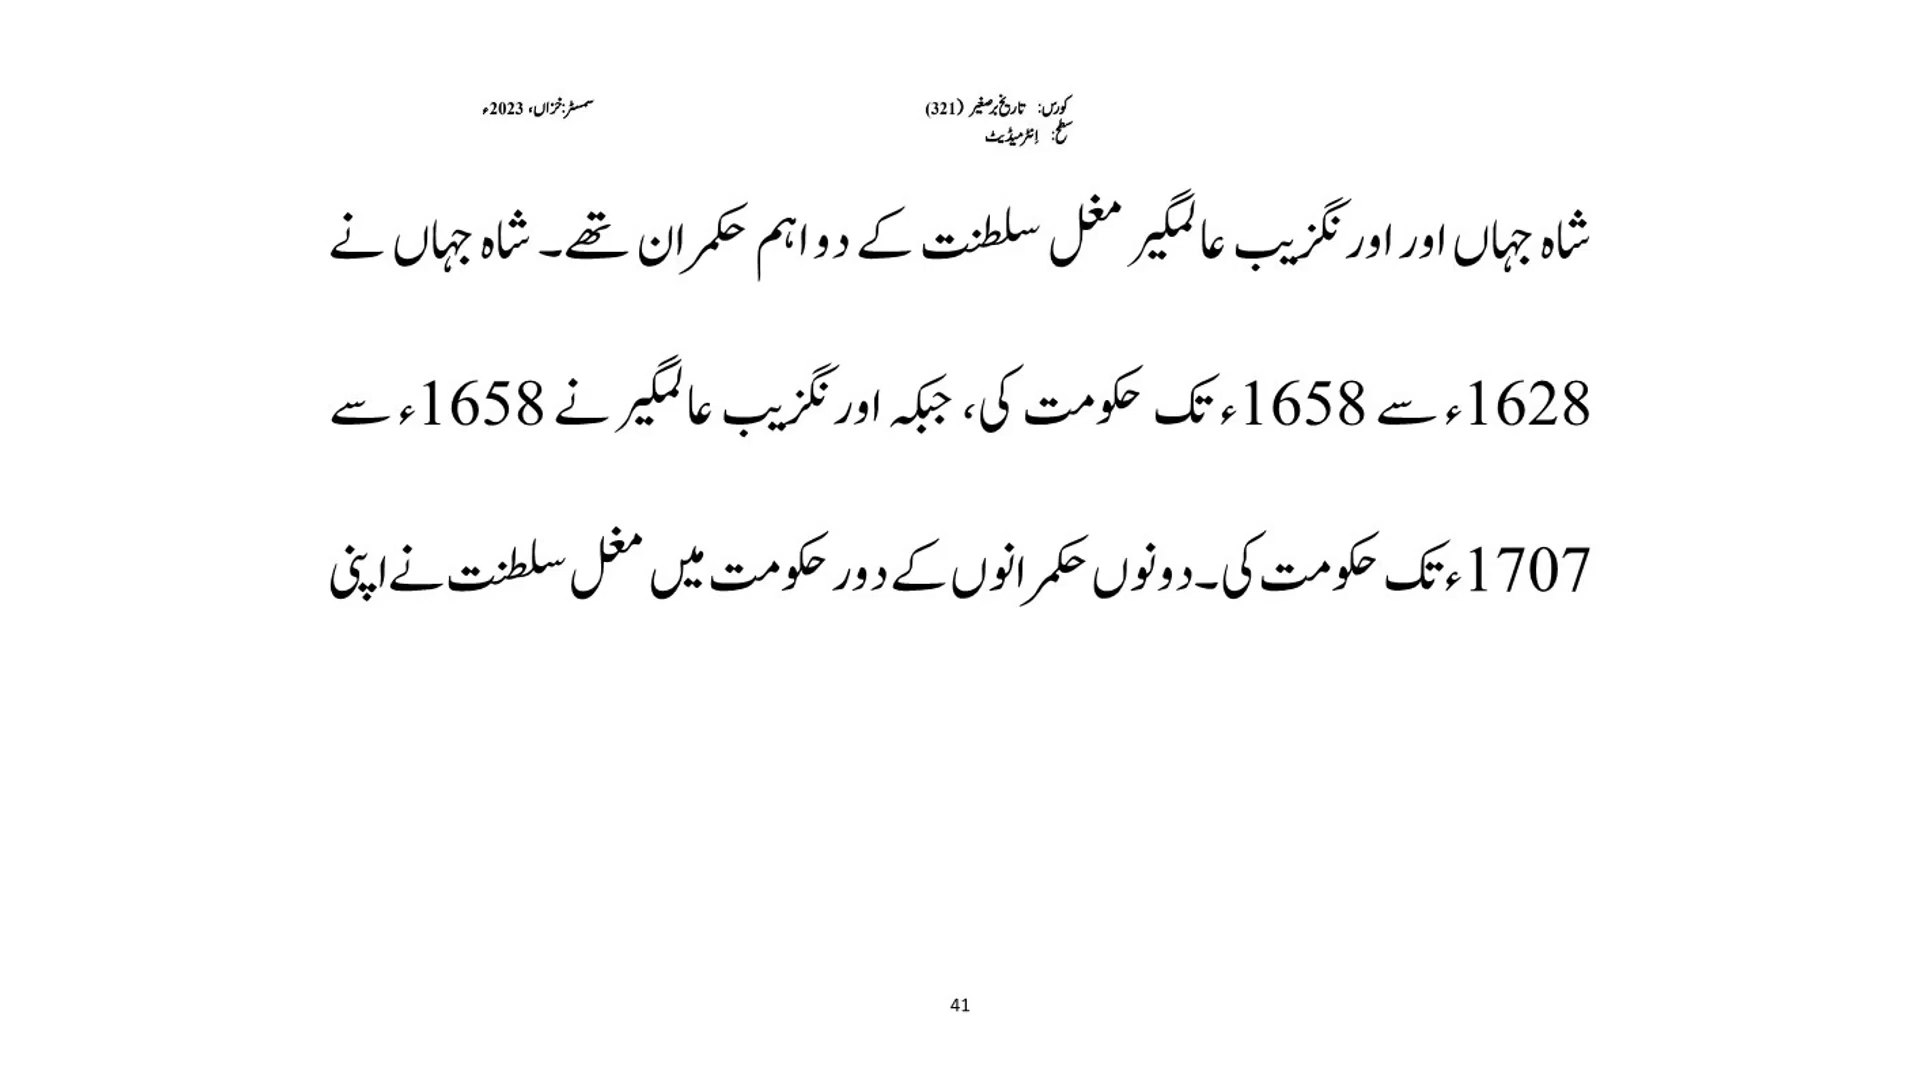 کورس: تاریخ برصغیر (321) سمسٹر: خزاں، 2023ء
سطح: انٹرمیڈیٹ
شاہ جہاں اور اورنگزیب عالمگیر مغل سلطنت کے دو اہم حکمران تھے۔ شاہ جہاں نے
1628ء سے 1658ء تک حکومت کی، جبکہ اورنگزیب عالمگیر نے 1658ء سے
1707ء تک حکومت کی۔ دونوں حکمرانوں کے دور حکومت میں مغل سلطنت نے اپنی
41